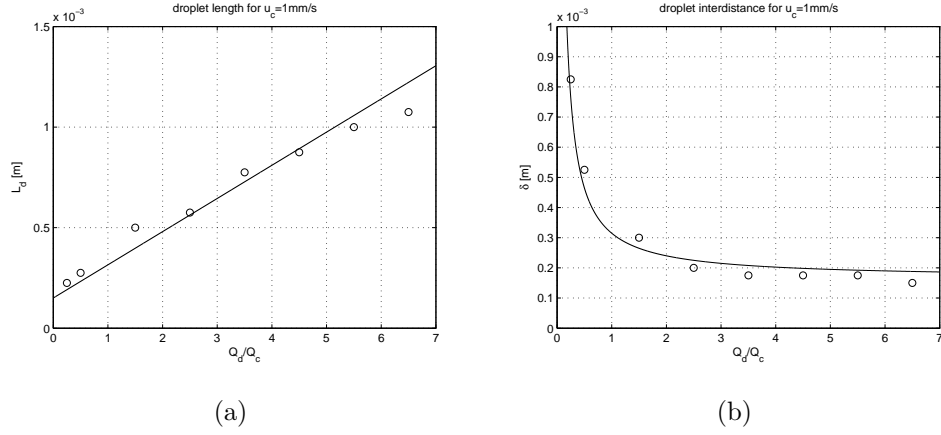 droplet length for u_c=1mm/s
x 10^-3
1.5
1
0.5
0
0 1 2 3 4 5 6 7
L_d [m]
Q_d/Q_c
(a)
droplet interdistance for u_c=1mm/s
x 10^-3
1
0.9
0.8
0.7
0.6
0.5
0.4
0.3
0.2
0.1
0
0 1 2 3 4 5 6 7
δ [m]
Q_d/Q_c
(b)